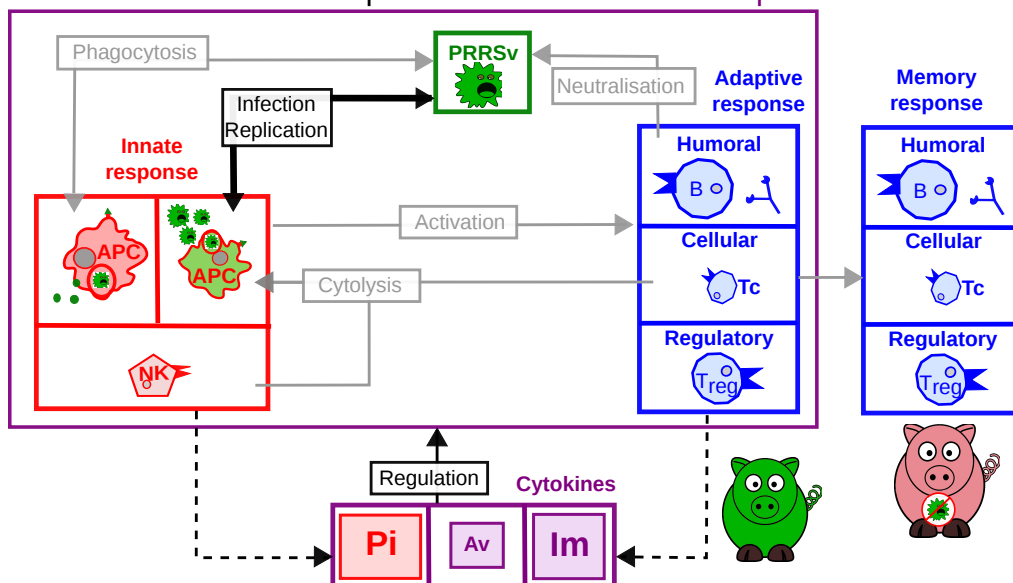 Phagocytosis
PRRSv
Neutralisation
Adaptive
response
Memory
response
Infection
Replication
Innate
response
Humoral
B
Humoral
B
APC
APC
Activation
Cellular
Tc
Cellular
Tc
Cytolysis
NK
Regulatory
Treg
Regulatory
Treg
Regulation
Cytokines
Pi
Av
Im